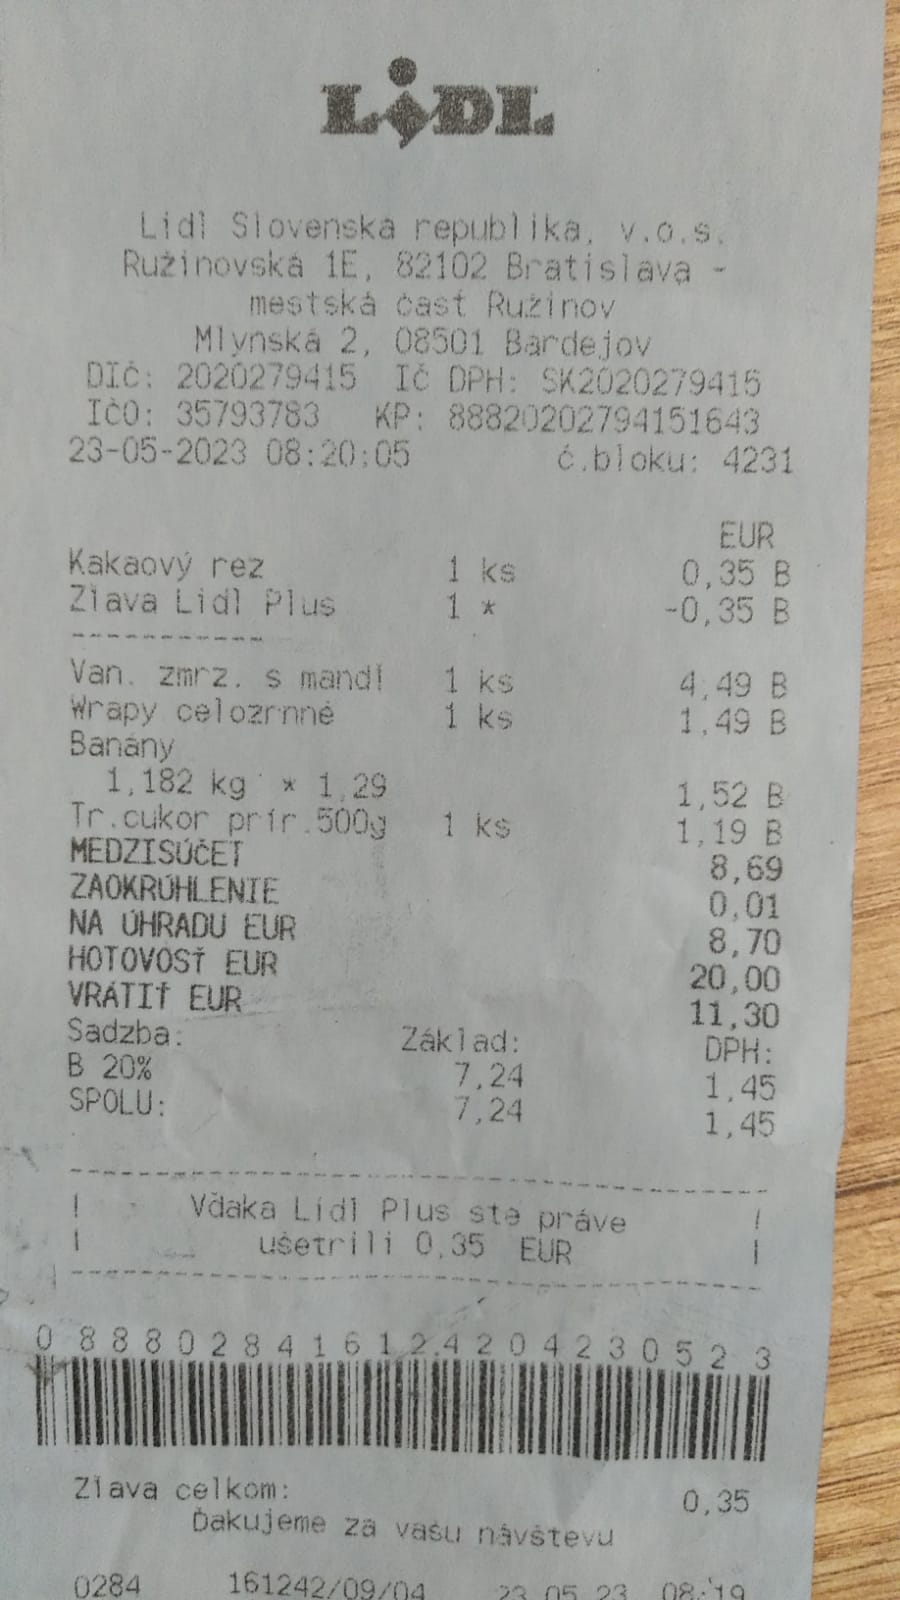 LIDL
Lidl Slovenska republika, v.o.s.
Ružinovská 1E, 82102 Bratislava -
mestská časť Ružinov
Mlynská 2, 08501 Bardejov
DIČ: 2020279415 IČ DPH: SK2020279415
IČO: 35793783 KP: 88820202794151643
23-05-2023 08:20:05 č.bloku: 4231
EUR
Kakaový rez 1 ks 0,35 B
Zľava Lidl Plus 1 * -0,35 B
-----------
Van. zmrz. s mandľ 1 ks 4,49 B
Wrapy celozrnné 1 ks 1,49 B
Banány
1,182 kg * 1,29 1,52 B
Tr.cukor prír.500g 1 ks 1,19 B
MEDZISÚČET 8,69
ZAOKRÚHLENIE 0,01
NA ÚHRADU EUR 8,70
HOTOVOSŤ EUR 20,00
VRÁTIŤ EUR 11,30
Sadzba: Základ: DPH:
B 20% 7,24 1,45
SPOLU: 7,24 1,45
Vďaka Lidl Plus ste práve
ušetrili 0,35 EUR
0 8 8 8 0 2 8 4 1 6 1 2 4 2 0 4 2 3 0 5 2 3
Zľava celkom: 0,35
Ďakujeme za vašu návštevu
0284 161242/09/04 23.05.23 08:19